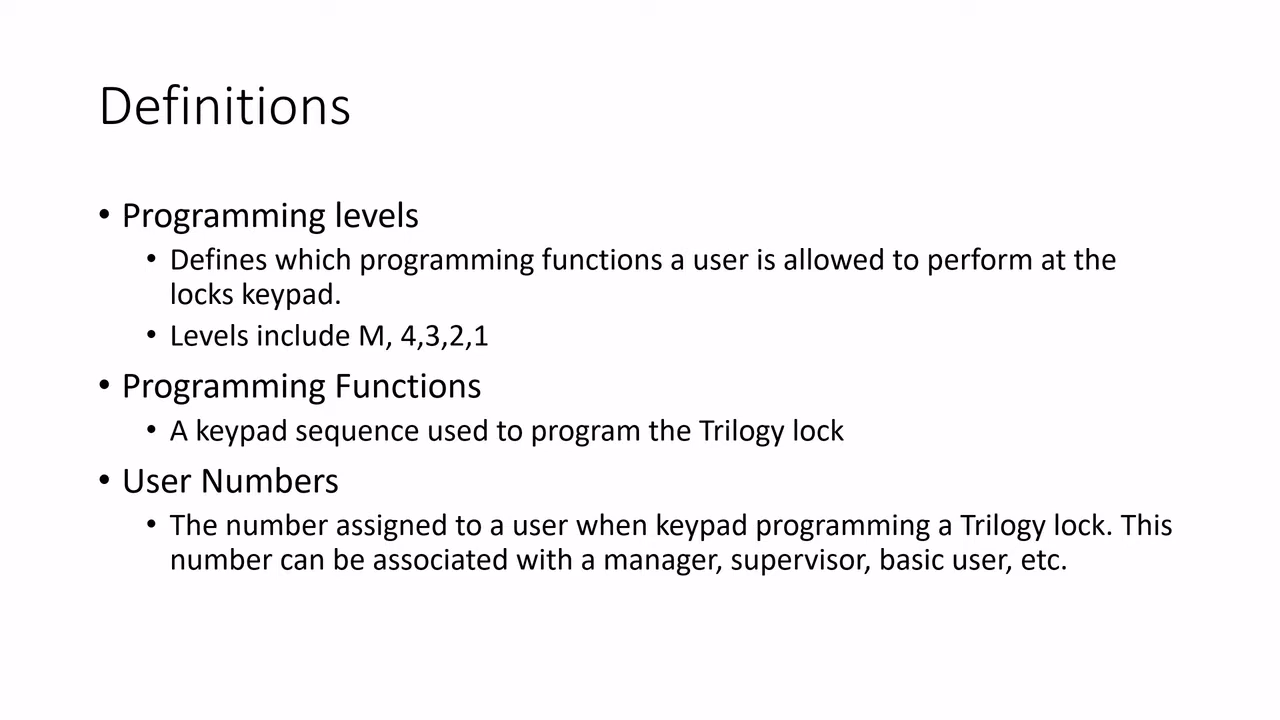 Definitions
• Programming levels
• Defines which programming functions a user is allowed to perform at the
locks keypad.
• Levels include M, 4,3,2,1
• Programming Functions
• A keypad sequence used to program the Trilogy lock
• User Numbers
• The number assigned to a user when keypad programming a Trilogy lock. This
number can be associated with a manager, supervisor, basic user, etc.